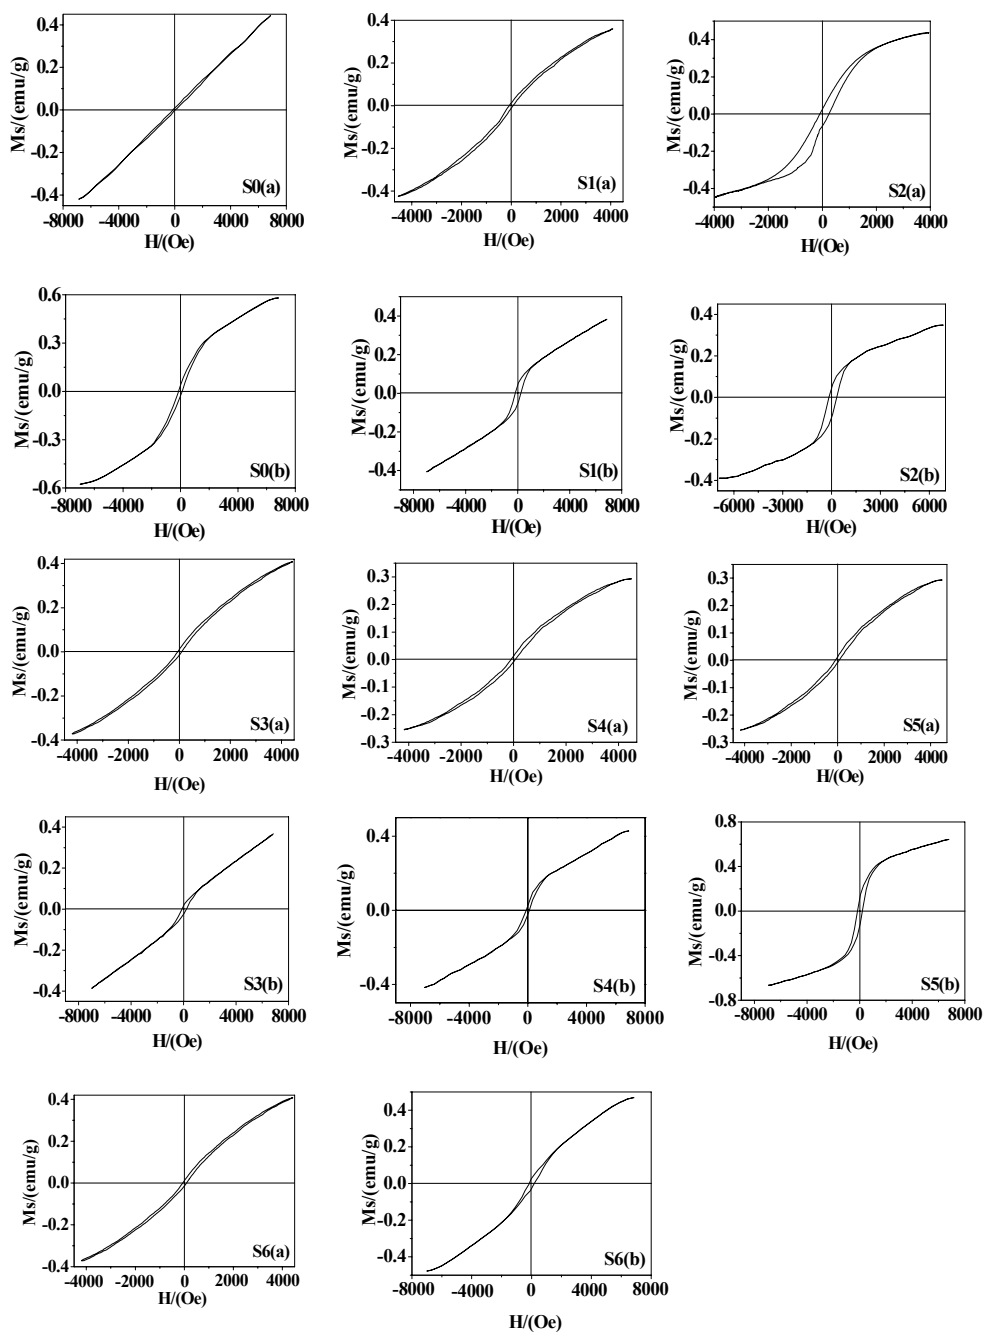 Ms/(emu/g)
0.4
0.2
0.0
-0.2
-0.4
-8000 -4000 0 4000 8000
H/(Oe)
S0(a)
Ms/(emu/g)
0.4
0.2
0.0
-0.2
-0.4
-4000 -2000 0 2000 4000
H/(Oe)
S1(a)
Ms/(emu/g)
0.4
0.2
0.0
-0.2
-0.4
-4000 -2000 0 2000 4000
H/(Oe)
S2(a)
Ms/(emu/g)
0.6
0.3
0.0
-0.3
-0.6
-8000 -4000 0 4000 8000
H/(Oe)
S0(b)
Ms/(emu/g)
0.4
0.2
0.0
-0.2
-0.4
-8000 -4000 0 4000 8000
H/(Oe)
S1(b)
Ms/(emu/g)
0.4
0.2
0.0
-0.2
-0.4
-6000 -3000 0 3000 6000
H/(Oe)
S2(b)
Ms/(emu/g)
0.4
0.2
0.0
-0.2
-0.4
-4000 -2000 0 2000 4000
H/(Oe)
S3(a)
Ms/(emu/g)
0.3
0.2
0.1
0.0
-0.1
-0.2
-0.3
-4000 -2000 0 2000 4000
H/(Oe)
S4(a)
Ms/(emu/g)
0.3
0.2
0.1
0.0
-0.1
-0.2
-0.3
-4000 -2000 0 2000 4000
H/(Oe)
S5(a)
Ms/(emu/g)
0.4
0.2
0.0
-0.2
-0.4
-8000 -4000 0 4000 8000
H/(Oe)
S3(b)
Ms/(emu/g)
0.4
0.0
-0.4
-8000 -4000 0 4000 8000
H/(Oe)
S4(b)
Ms/(emu/g)
0.8
0.4
0.0
-0.4
-0.8
-8000 -4000 0 4000 8000
H/(Oe)
S5(b)
Ms/(emu/g)
0.4
0.2
0.0
-0.2
-0.4
-4000 -2000 0 2000 4000
H/(Oe)
S6(a)
Ms/(emu/g)
0.4
0.2
0.0
-0.2
-0.4
-8000 -4000 0 4000 8000
H/(Oe)
S6(b)